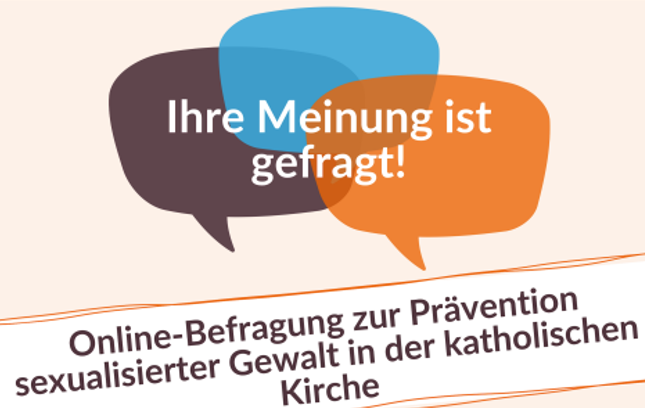 Ihre Meinung ist
gefragt!
Online-Befragung zur Prävention
sexualisierter Gewalt in der katholischen
Kirche